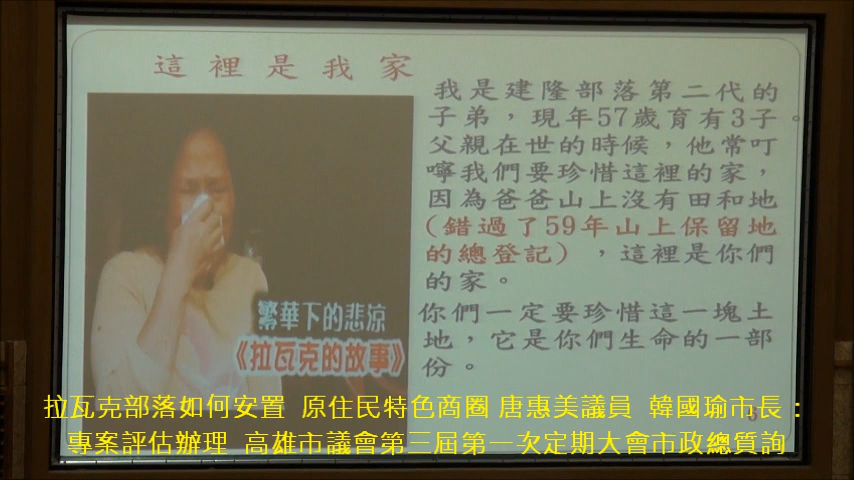 這裡是我家
我是建隆部落第二代的
子弟，現年57歲育有3子。
父親在世的時候，他常叮
嚀我們要珍惜這裡的家，
因為爸爸山上沒有田和地
(錯過了59年山上保留地
的總登記)，這裡是你們
的家。
你們一定要珍惜這一塊土
地，它是你們生命的一部
份。
繁華下的悲涼
《拉瓦克的故事》
拉瓦克部落如何安置 原住民特色商圈 唐惠美議員 韓國瑜市長：
專案評估辦理 高雄市議會第三屆第一次定期大會市政總質詢